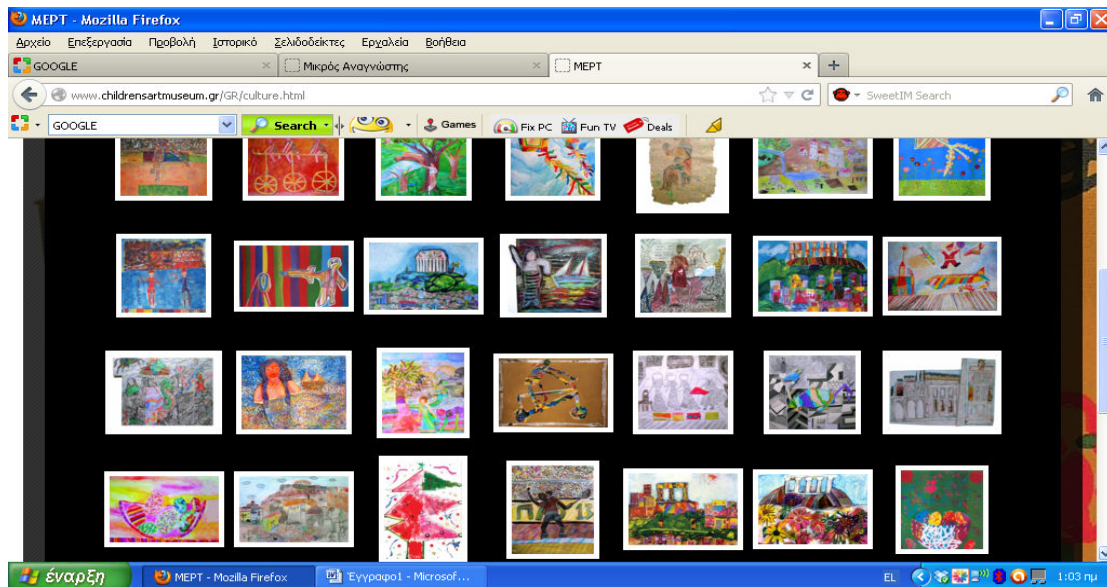 MEPT - Mozilla Firefox
Αρχείο Επεξεργασία Προβολή Ιστορικό Σελιδοδείκτες Εργαλεία Βοήθεια
GOOGLE × Μικρός Αναγνώστης × MEPT × +
www.childrensartmuseum.gr/GR/culture.html SweetIM Search
GOOGLE Search Games Fix PC Fun TV Deals
έναρξη MEPT - Mozilla Firefox Έγγραφο1 - Microsof... EL 1:03 πμ